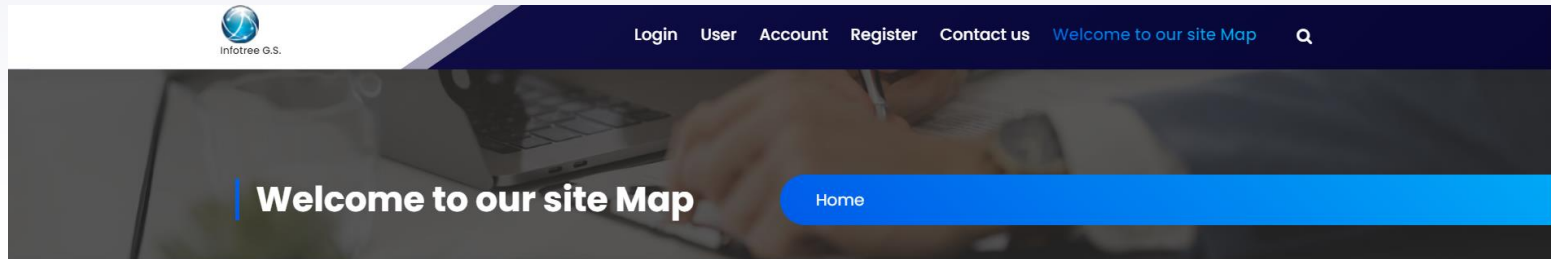 Infotree G.S.
Login User Account Register Contact us Welcome to our site Map
Welcome to our site Map
Home